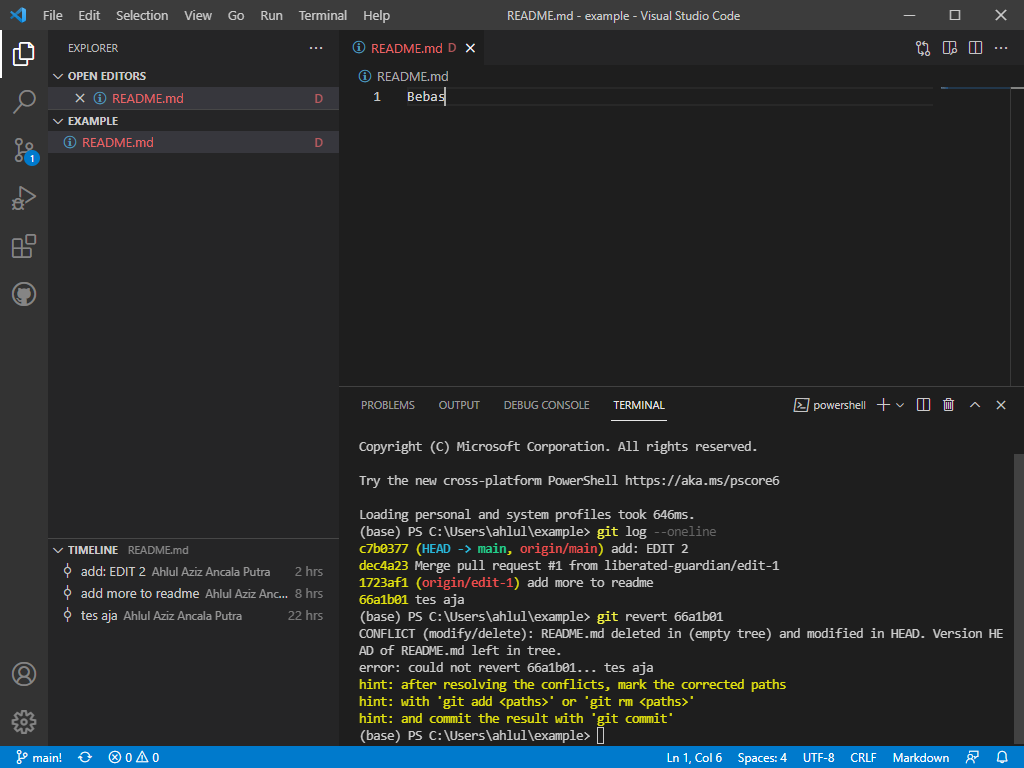 File Edit Selection View Go Run Terminal Help README.md - example - Visual Studio Code
EXPLORER
OPEN EDITORS
README.md D
EXAMPLE
README.md D
1
TIMELINE README.md
add: EDIT 2 Ahlul Aziz Ancala Putra 2 hrs
add more to readme Ahlul Aziz Anc... 8 hrs
tes aja Ahlul Aziz Ancala Putra 22 hrs
README.md D
README.md
1 Bebas
PROBLEMS OUTPUT DEBUG CONSOLE TERMINAL powershell
Copyright (C) Microsoft Corporation. All rights reserved.
Try the new cross-platform PowerShell https://aka.ms/pscore6
Loading personal and system profiles took 646ms.
(base) PS C:\Users\ahlul\example> git log --oneline
c7b0377 (HEAD -> main, origin/main) add: EDIT 2
dec4a23 Merge pull request #1 from liberated-guardian/edit-1
1723af1 (origin/edit-1) add more to readme
66a1b01 tes aja
(base) PS C:\Users\ahlul\example> git revert 66a1b01
CONFLICT (modify/delete): README.md deleted in (empty tree) and modified in HEAD. Version HE
AD of README.md left in tree.
error: could not revert 66a1b01... tes aja
hint: after resolving the conflicts, mark the corrected paths
hint: with 'git add <paths>' or 'git rm <paths>'
hint: and commit the result with 'git commit'
(base) PS C:\Users\ahlul\example>
main! 0 0 Ln 1, Col 6 Spaces: 4 UTF-8 CRLF Markdown